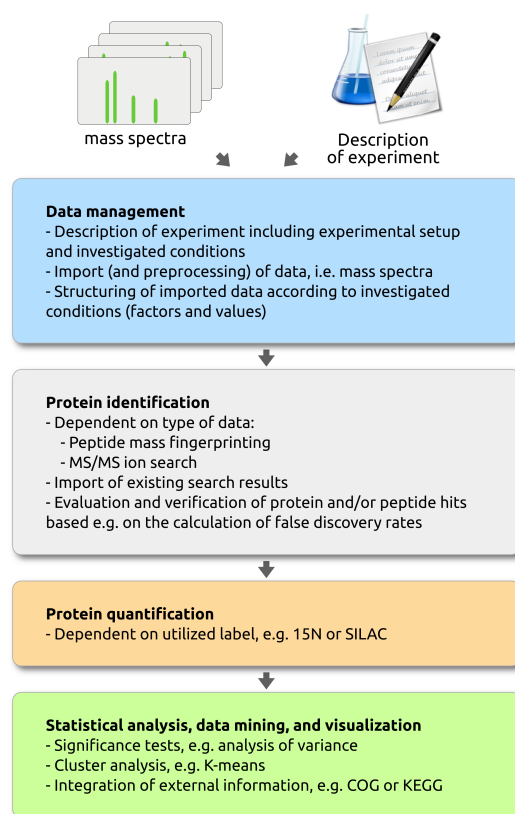 mass spectra
Description
of experiment
Data management
- Description of experiment including experimental setup
and investigated conditions
- Import (and preprocessing) of data, i.e. mass spectra
- Structuring of imported data according to investigated
conditions (factors and values)
Protein identification
- Dependent on type of data:
- Peptide mass fingerprinting
- MS/MS ion search
- Import of existing search results
- Evaluation and verification of protein and/or peptide hits
based e.g. on the calculation of false discovery rates
Protein quantification
- Dependent on utilized label, e.g. 15N or SILAC
Statistical analysis, data mining, and visualization
- Significance tests, e.g. analysis of variance
- Cluster analysis, e.g. K-means
- Integration of external information, e.g. COG or KEGG